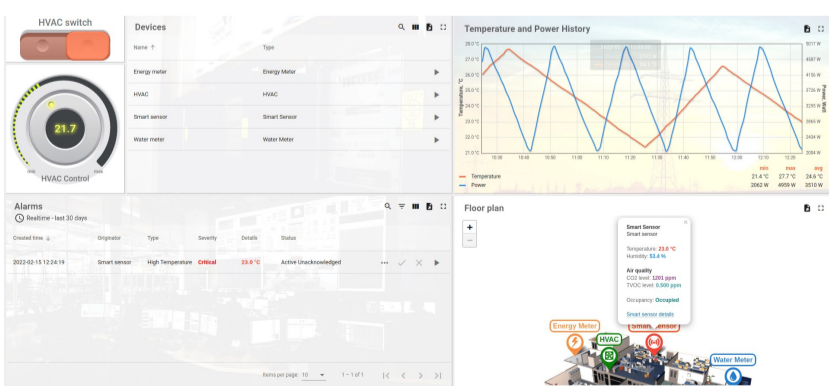 HVAC switch
21.7
min max
HVAC Control
Devices
Name ↑ Type
Energy meter Energy Meter
HVAC HVAC
Smart sensor Smart Sensor
Water meter Water Meter
Temperature and Power History
28.0 °C 5017 W
27.0 °C 4587 W
26.0 °C 4156 W
25.0 °C 3726 W
24.0 °C 3295 W
23.0 °C 2865 W
22.0 °C 2434 W
21.0 °C 2004 W
Temperature, °C
Power, Watt
10:30 10:40 10:50 11:00 11:10 11:20 11:30 11:40 11:50 12:00 12:10 12:20
min max avg
Temperature 21.4 °C 27.7 °C 24.6 °C
Power 2062 W 4959 W 3510 W
Alarms
Realtime - last 30 days
Created time ↓ Originator Type Severity Details Status
2022-02-15 12:24:19 Smart sensor High Temperature Critical 23.0 °C Active Unacknowledged
Items per page: 10 1 – 1 of 1
Floor plan
+
−
Smart Sensor
Smart sensor
Temperature: 23.0 °C
Humidity: 53.4 %
Air quality
CO2 level: 1201 ppm
TVOC level: 0.500 ppm
Occupancy: Occupied
Smart sensor details
Energy Meter
HVAC
Smart Sensor
Water Meter